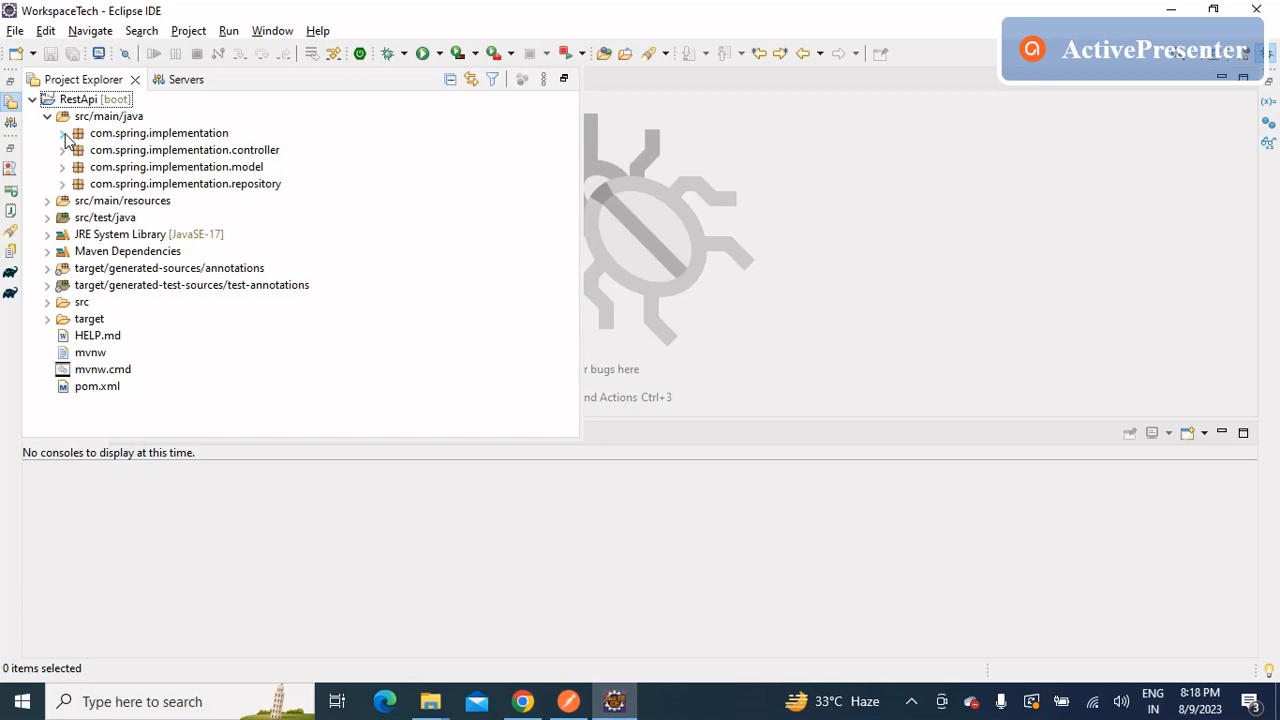 WorkspaceTech - Eclipse IDE
File Edit Navigate Search Project Run Window Help
ActivePresenter
Project Explorer Servers
RestApi [boot]
src/main/java
com.spring.implementation
com.spring.implementation.controller
com.spring.implementation.model
com.spring.implementation.repository
src/main/resources
src/test/java
JRE System Library [JavaSE-17]
Maven Dependencies
target/generated-sources/annotations
target/generated-test-sources/test-annotations
src
target
HELP.md
mvnw
mvnw.cmd
pom.xml
r bugs here
nd Actions Ctrl+3
No consoles to display at this time.
0 items selected
Type here to search
33°C Haze
ENG
IN
8:18 PM
8/9/2023
3